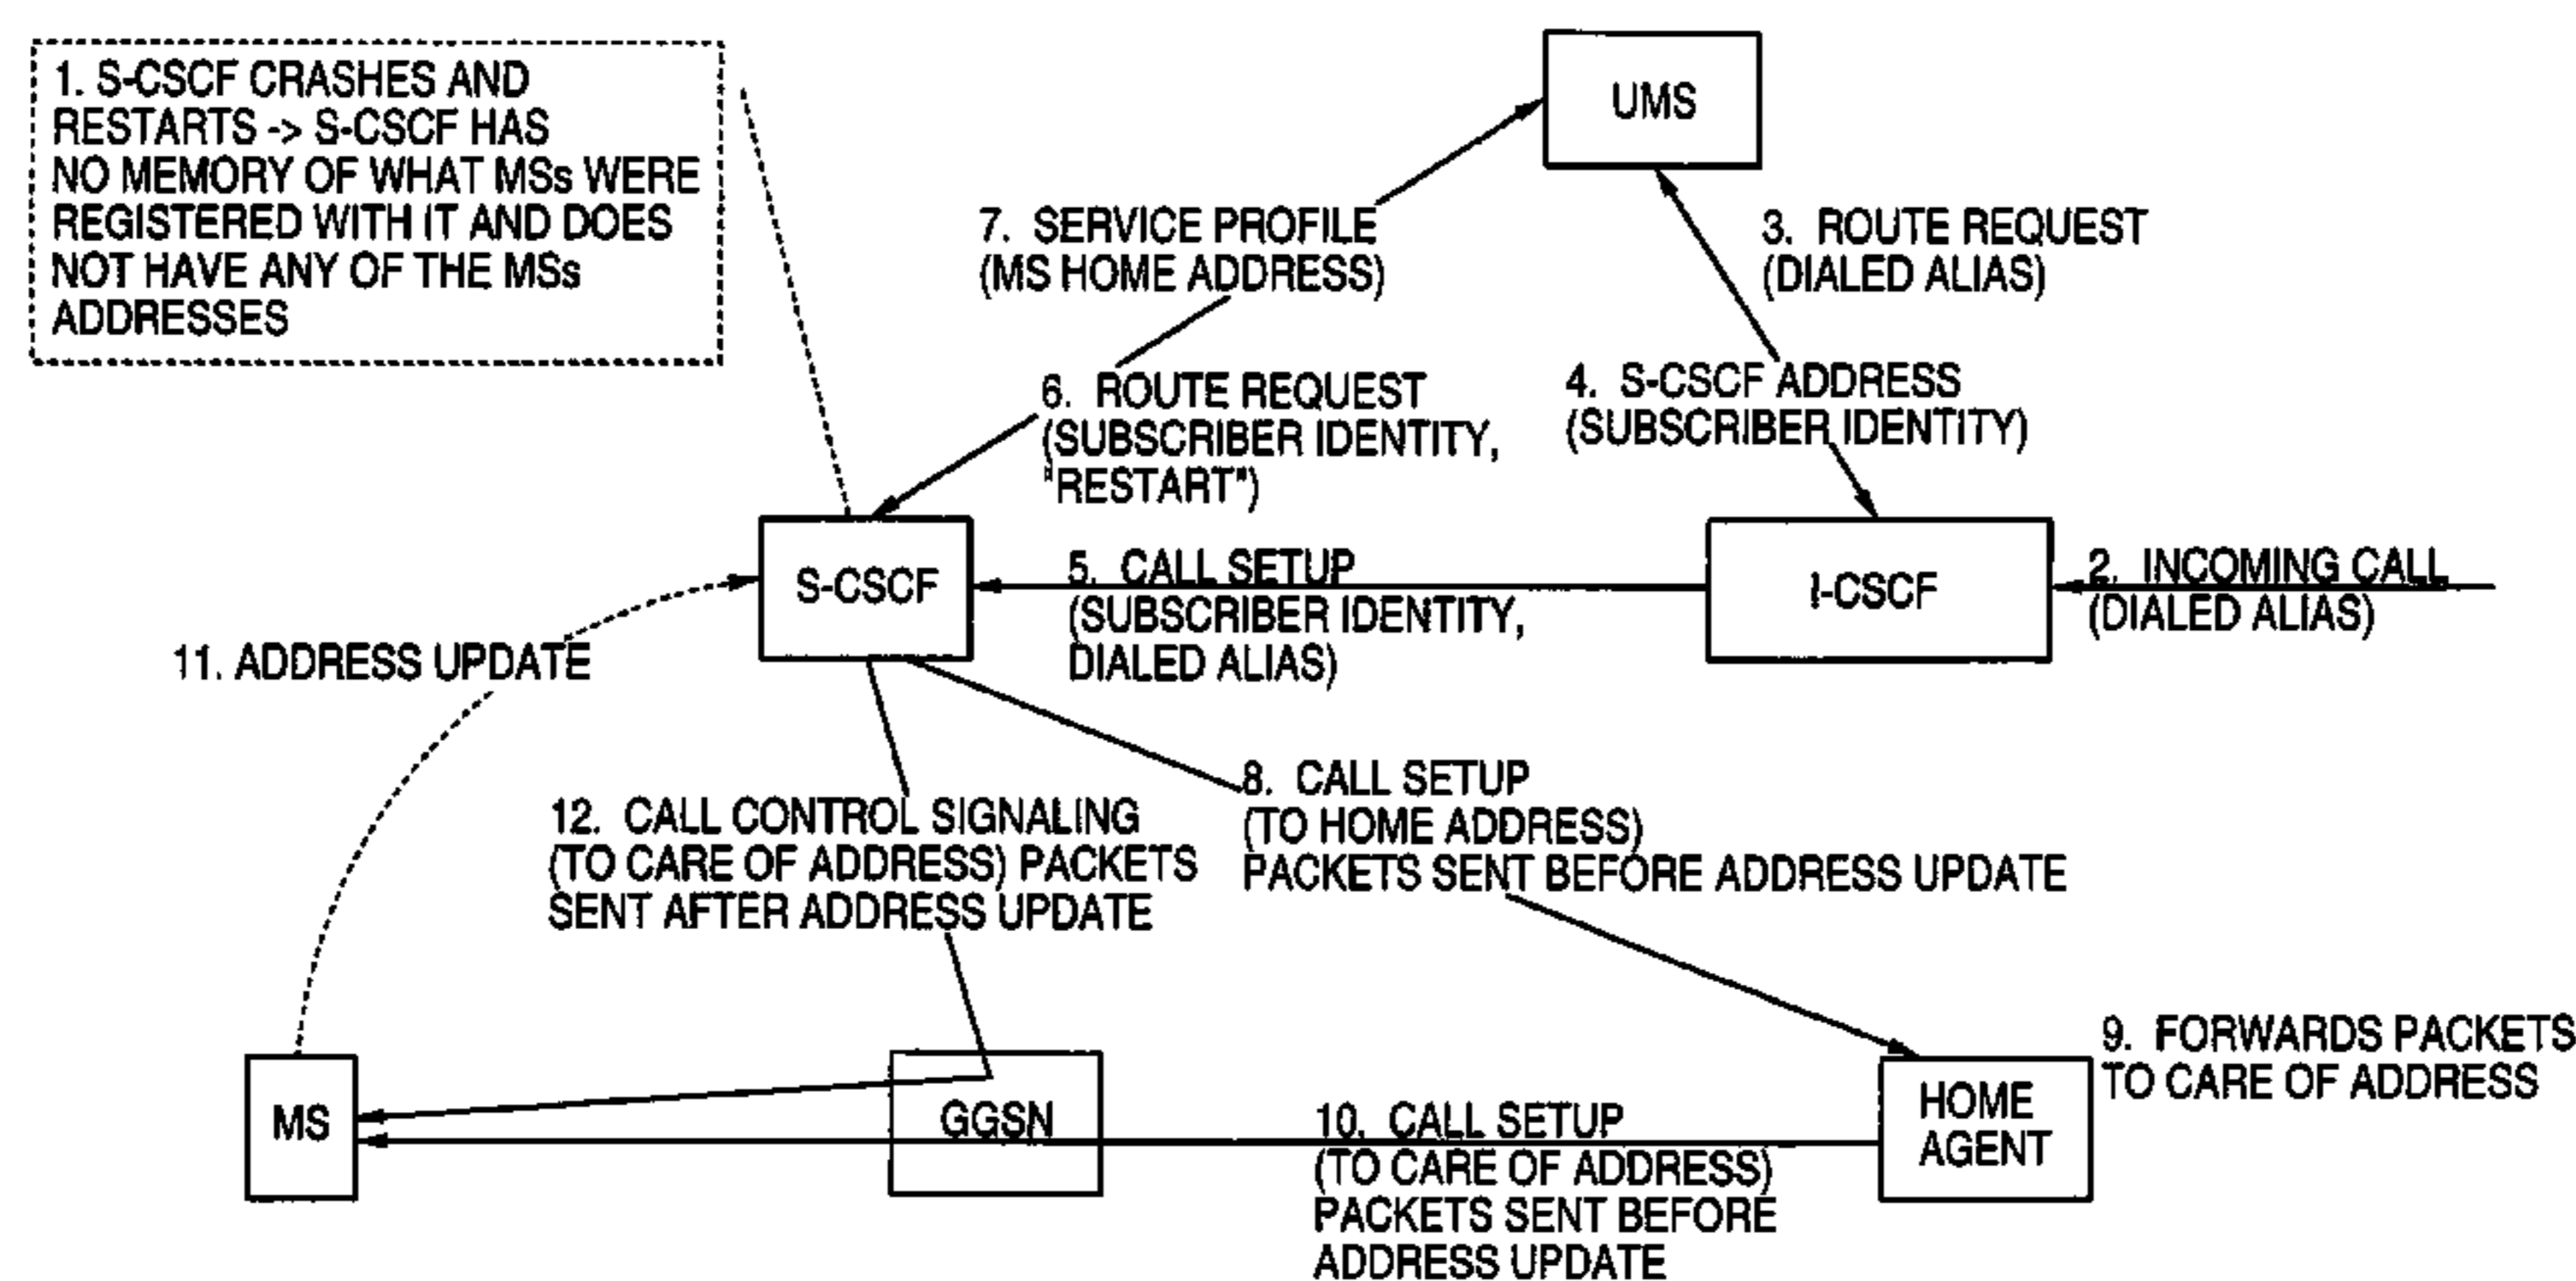 1. S-CSCF CRASHES AND
RESTARTS -> S-CSCF HAS
NO MEMORY OF WHAT MSs WERE
REGISTERED WITH IT AND DOES
NOT HAVE ANY OF THE MSs
ADDRESSES
UMS
7. SERVICE PROFILE
(MS HOME ADDRESS)
3. ROUTE REQUEST
(DIALED ALIAS)
6. ROUTE REQUEST
(SUBSCRIBER IDENTITY,
"RESTART")
4. S-CSCF ADDRESS
(SUBSCRIBER IDENTITY)
S-CSCF
5. CALL SETUP
(SUBSCRIBER IDENTITY,
DIALED ALIAS)
I-CSCF
2. INCOMING CALL
(DIALED ALIAS)
11. ADDRESS UPDATE
12. CALL CONTROL SIGNALING
(TO CARE OF ADDRESS) PACKETS
SENT AFTER ADDRESS UPDATE
8. CALL SETUP
(TO HOME ADDRESS)
PACKETS SENT BEFORE ADDRESS UPDATE
MS
GGSN
10. CALL SETUP
(TO CARE OF ADDRESS)
PACKETS SENT BEFORE
ADDRESS UPDATE
HOME
AGENT
9. FORWARDS PACKETS
TO CARE OF ADDRESS